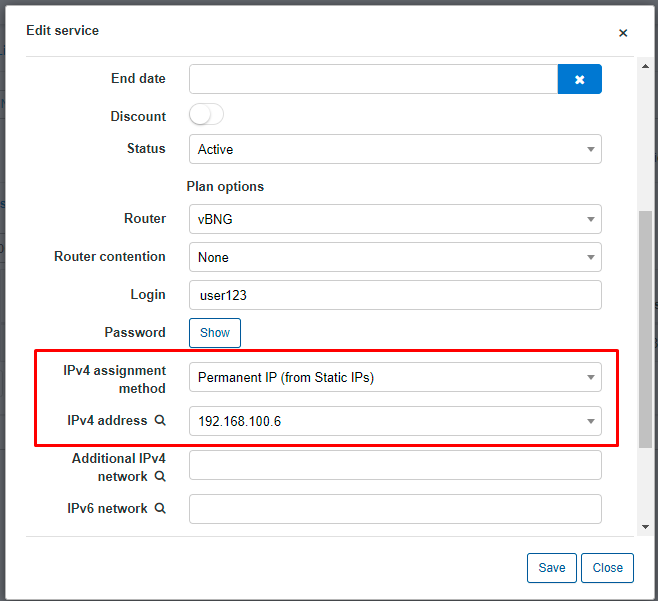 Edit service
×
End date
Discount
Status
Active
Plan options
Router
vBNG
Router contention
None
Login
user123
Password
Show
IPv4 assignment
method
Permanent IP (from Static IPs)
IPv4 address
192.168.100.6
Additional IPv4
network
IPv6 network
Save
Close